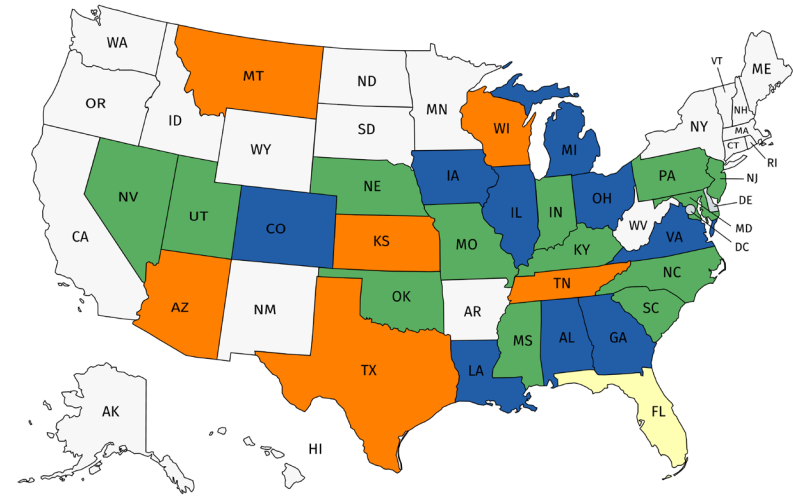 WA
MT
ND
MN
VT
ME
OR
ID
SD
WI
NY
NH
MA
CT
RI
WY
MI
NE
IA
PA
NJ
NV
UT
CO
IL
IN
OH
DE
MD
DC
CA
KS
MO
WV
VA
KY
NC
AZ
NM
OK
TN
AR
SC
TX
LA
MS
AL
GA
AK
HI
FL